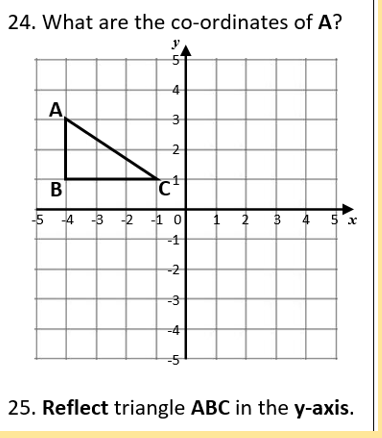 24. What are the co-ordinates of A?
y
5
4
A
3
2
B
C
1
-5 -4 -3 -2 -1 0 1 2 3 4 5 x
-1
-2
-3
-4
-5
25. Reflect triangle ABC in the y-axis.